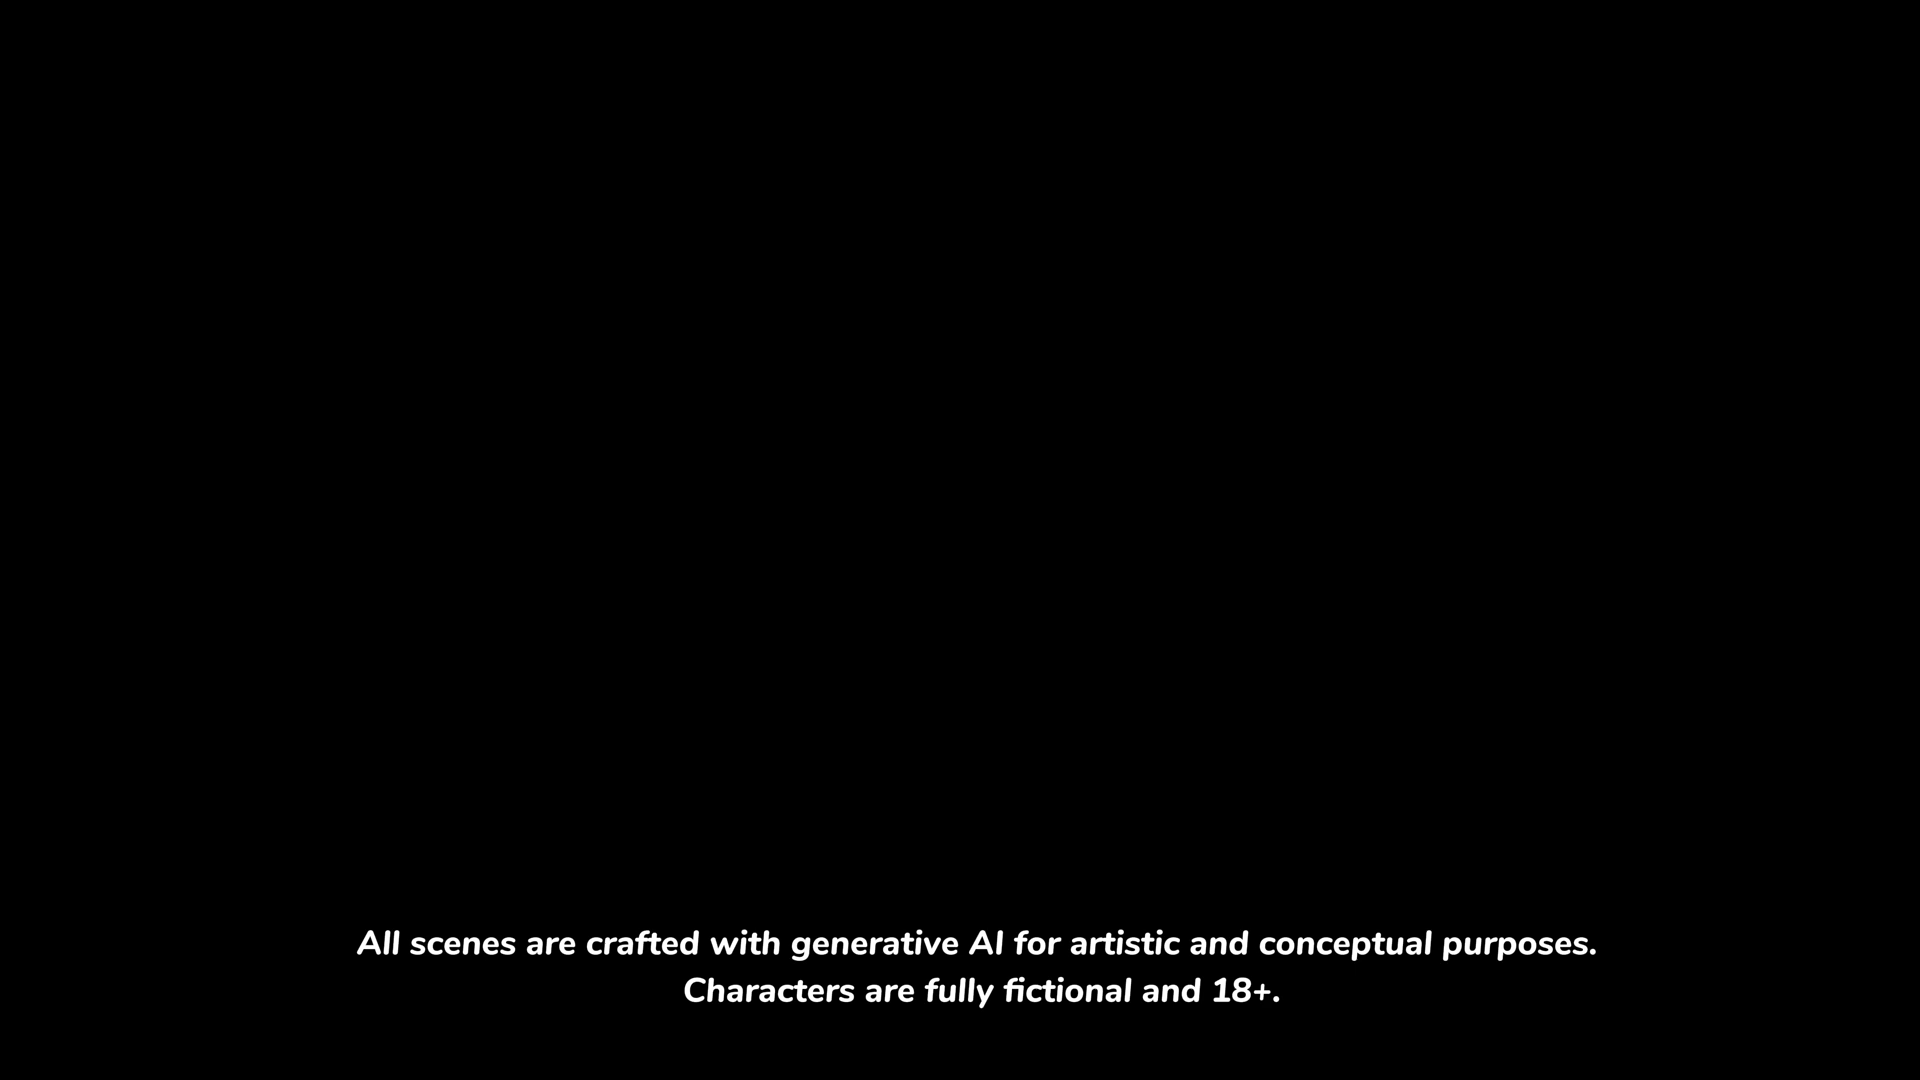 All scenes are crafted with generative AI for artistic and conceptual purposes.
Characters are fully fictional and 18+.